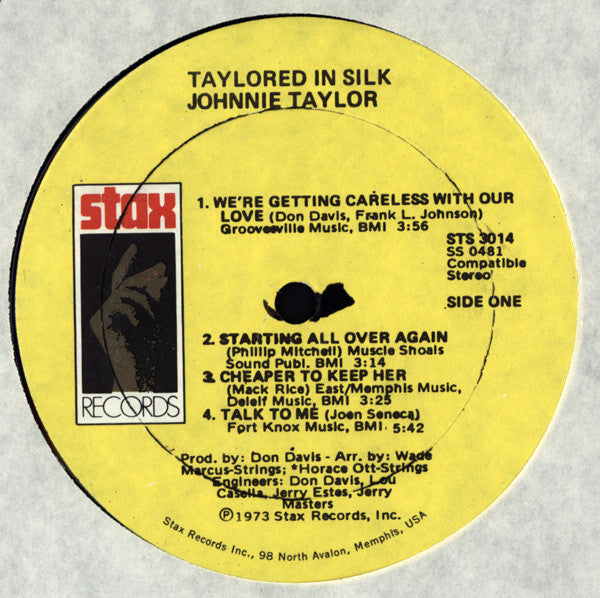 TAYLORED IN SILK
JOHNNIE TAYLOR
stax
RECORDS
1. WE'RE GETTING CARELESS WITH OUR
LOVE (Don Davis, Frank L. Johnson)
Groovesville Music, BMI 3:56
STS 3014
SS 0481
Compatible
Stereo
SIDE ONE
2. STARTING ALL OVER AGAIN
(Phillip Mitchell) Muscle Shoals
Sound Publ. BMI 3:14
3. CHEAPER TO KEEP HER
(Mack Rice) East/Memphis Music,
Deleif Music, BMI 3:25
4. TALK TO ME (Joen Seneca)
Fort Knox Music, BMI 5:42
Prod. by: Don Davis - Arr. by: Wade
Marcus-Strings; *Horace Ott-Strings
Engineers: Don Davis, Lou
Casella, Jerry Estes, Jerry
Masters
℗1973 Stax Records, Inc.
Stax Records Inc., 98 North Avalon, Memphis, USA